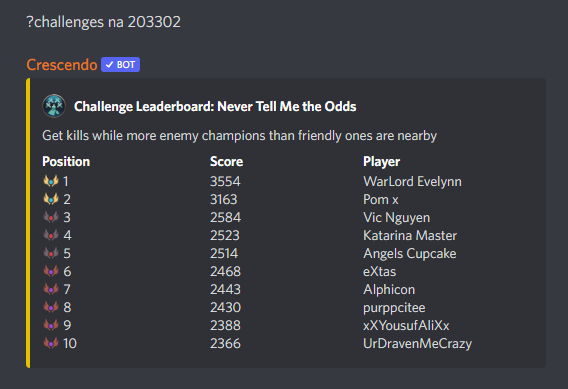 ?challenges na 203302
Crescendo ✓ BOT
Challenge Leaderboard: Never Tell Me the Odds
Get kills while more enemy champions than friendly ones are nearby
Position Score Player
1 3554 WarLord Evelynn
2 3163 Pom x
3 2584 Vic Nguyen
4 2523 Katarina Master
5 2514 Angels Cupcake
6 2468 eXtas
7 2443 Alphicon
8 2430 purppcitee
9 2388 xXYousufAliXx
10 2366 UrDravenMeCrazy